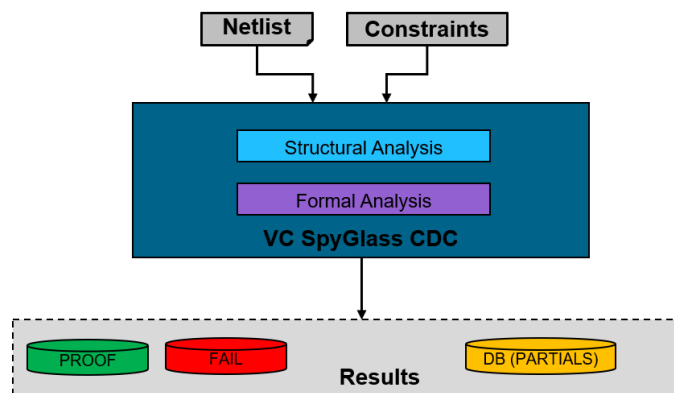 Netlist
Constraints
Structural Analysis
Formal Analysis
VC SpyGlass CDC
PROOF
FAIL
DB (PARTIALS)
Results